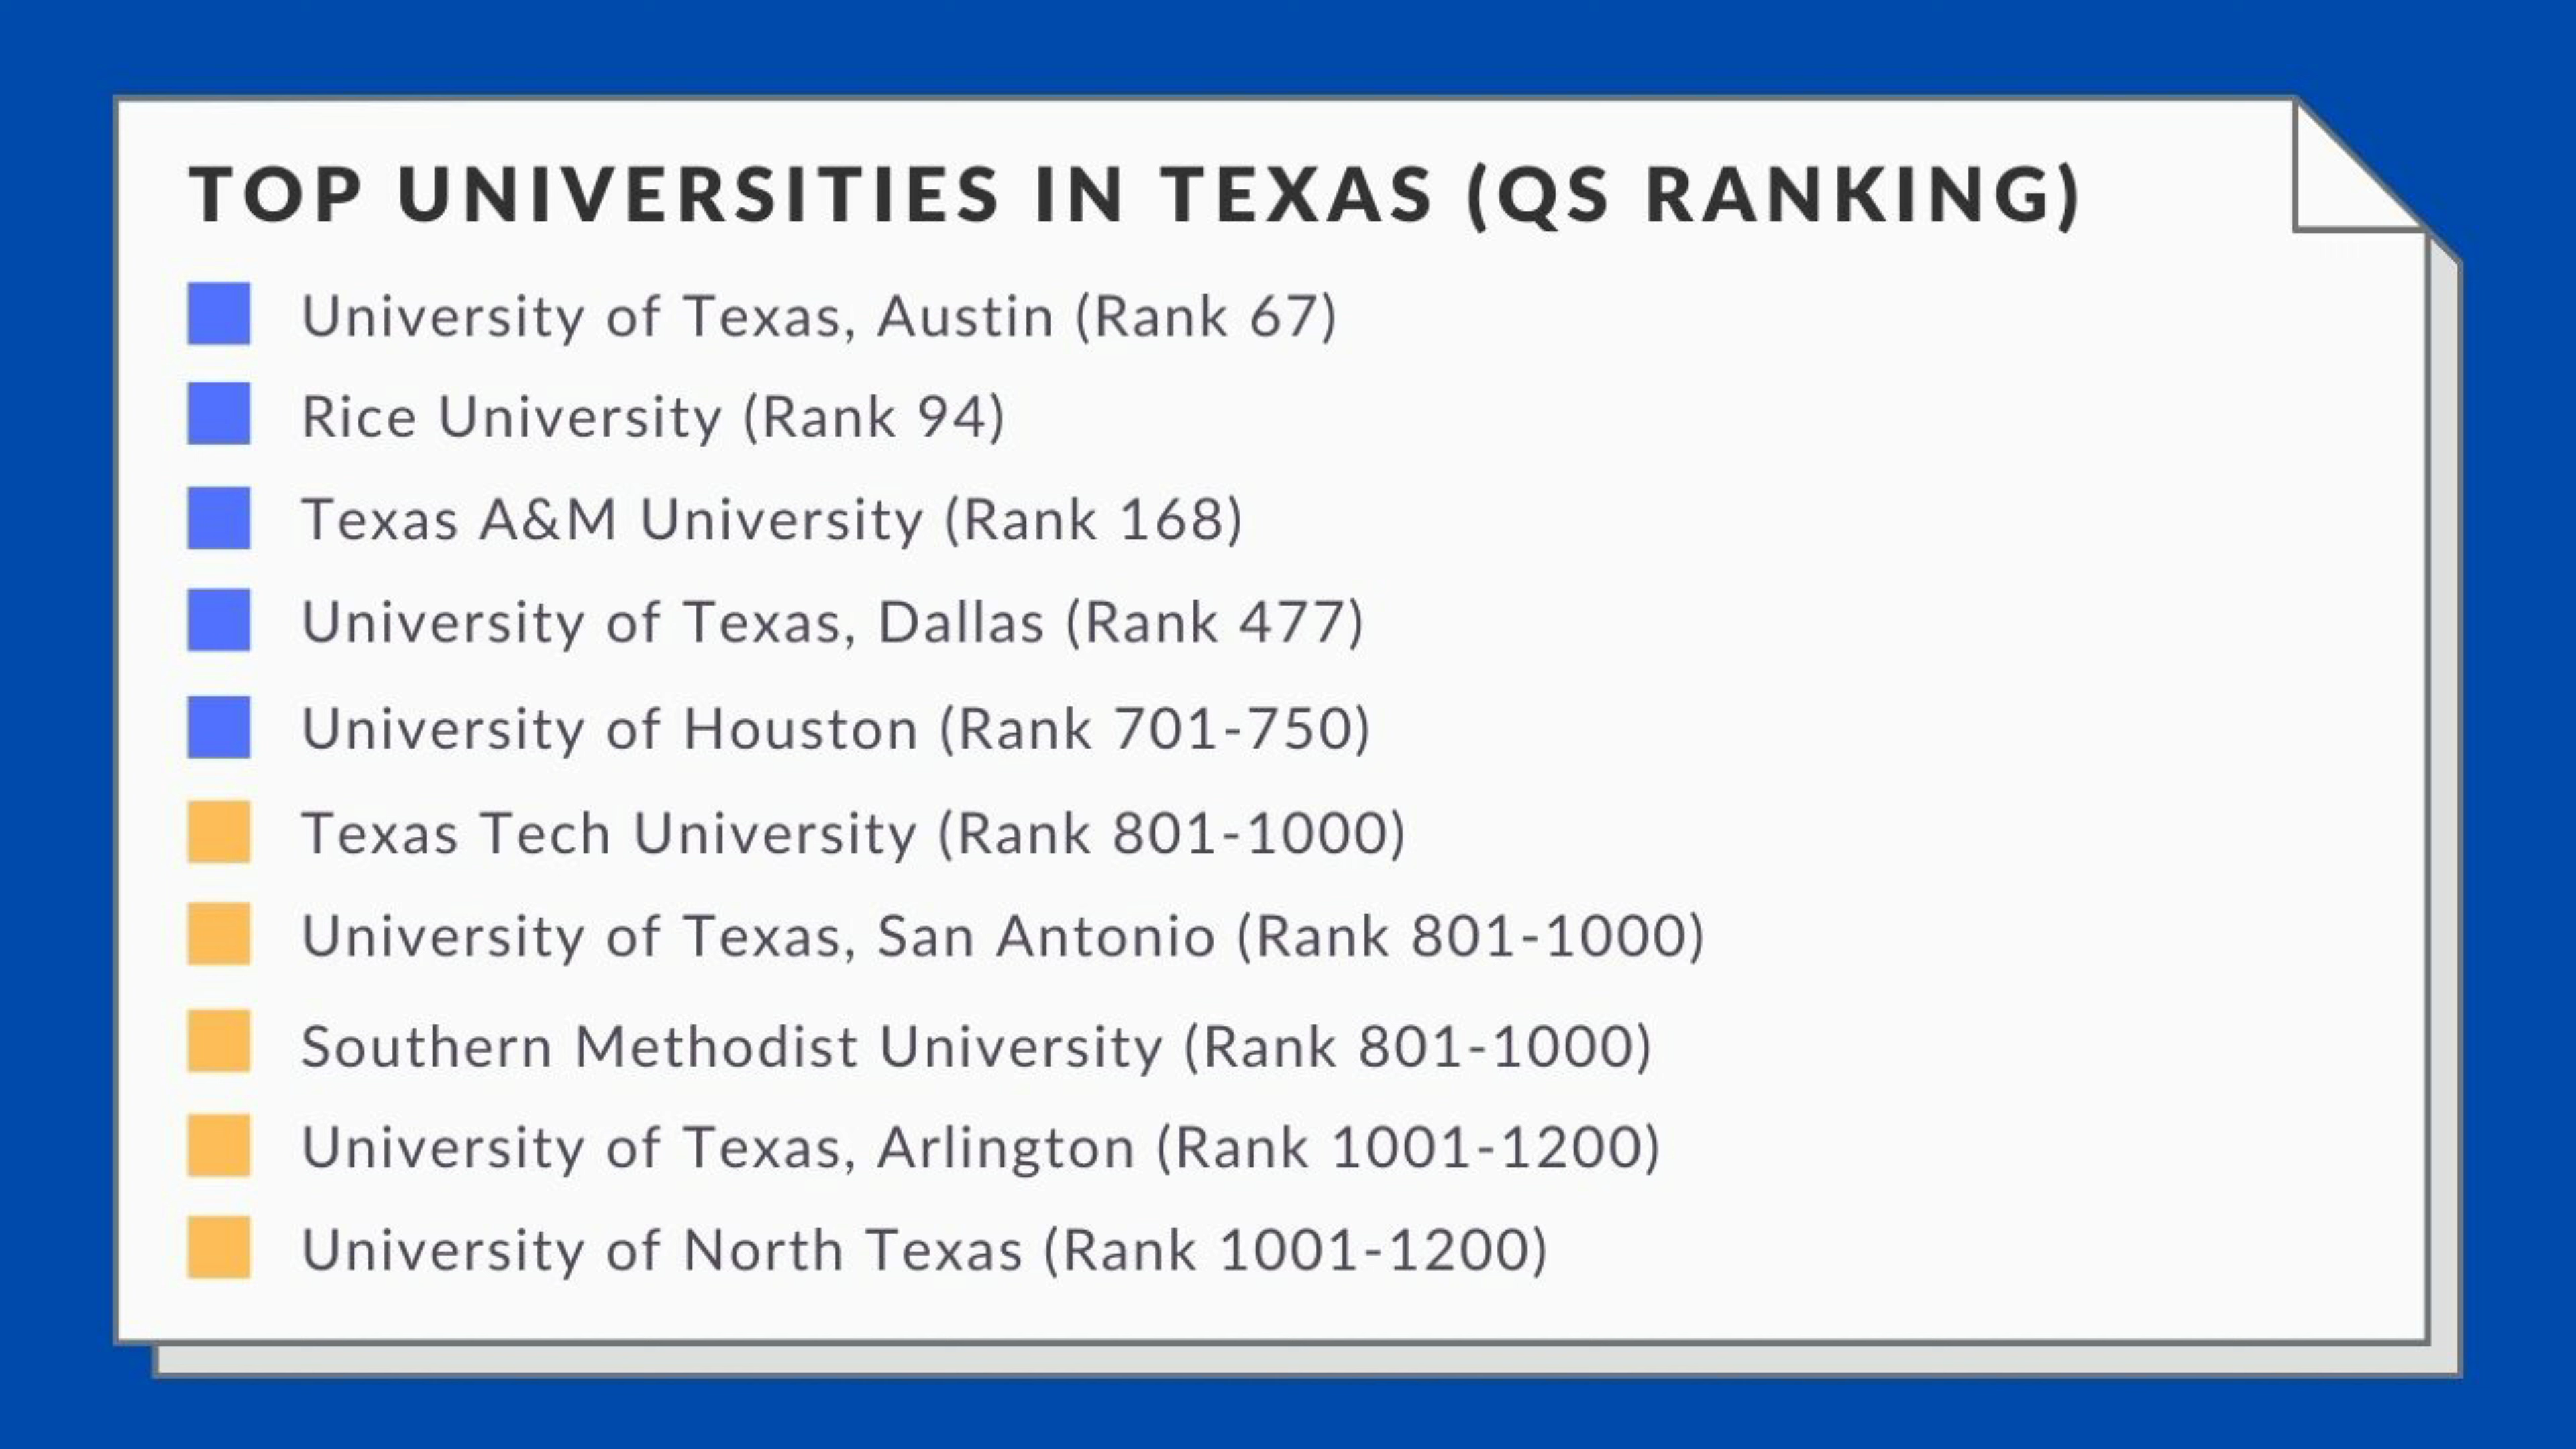 TOP UNIVERSITIES IN TEXAS (QS RANKING)
University of Texas, Austin (Rank 67)
Rice University (Rank 94)
Texas A&M University (Rank 168)
University of Texas, Dallas (Rank 477)
University of Houston (Rank 701-750)
Texas Tech University (Rank 801-1000)
University of Texas, San Antonio (Rank 801-1000)
Southern Methodist University (Rank 801-1000)
University of Texas, Arlington (Rank 1001-1200)
University of North Texas (Rank 1001-1200)